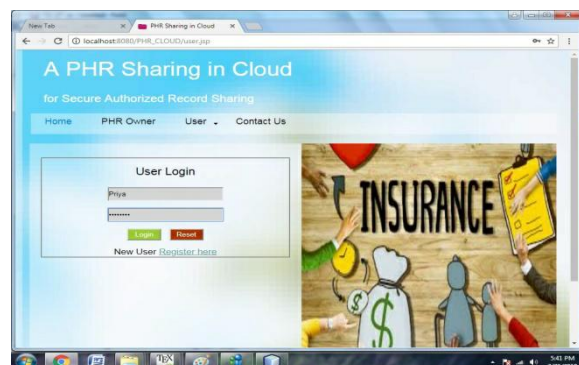 New Tab
PHR Sharing in Cloud
localhost:8080/PHR_CLOUD/user.jsp
A PHR Sharing in Cloud
for Secure Authorized Record Sharing
Home PHR Owner User Contact Us
User Login
Priya
••••••••
Login Reset
New User Register here
INSURANCE
$
$
TEX
5:41 PM